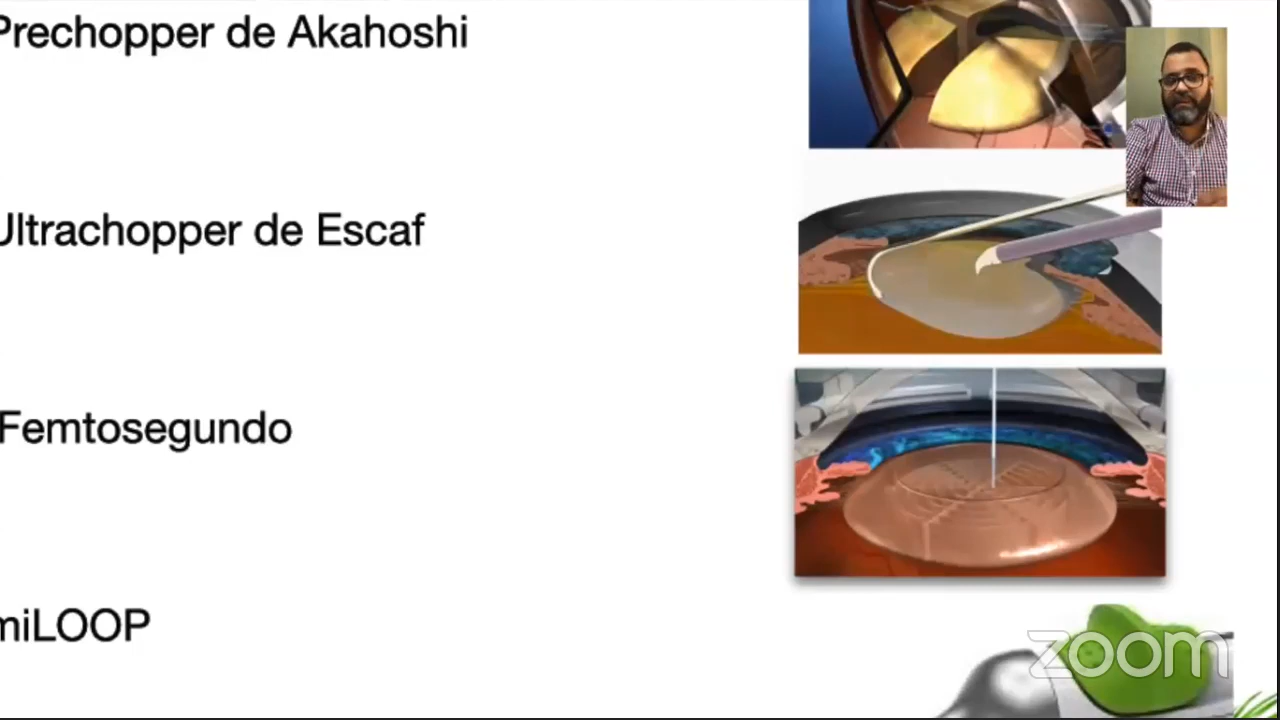 Prechopper de Akahoshi
Ultrachopper de Escaf
Femtosegundo
miLOOP
zoom